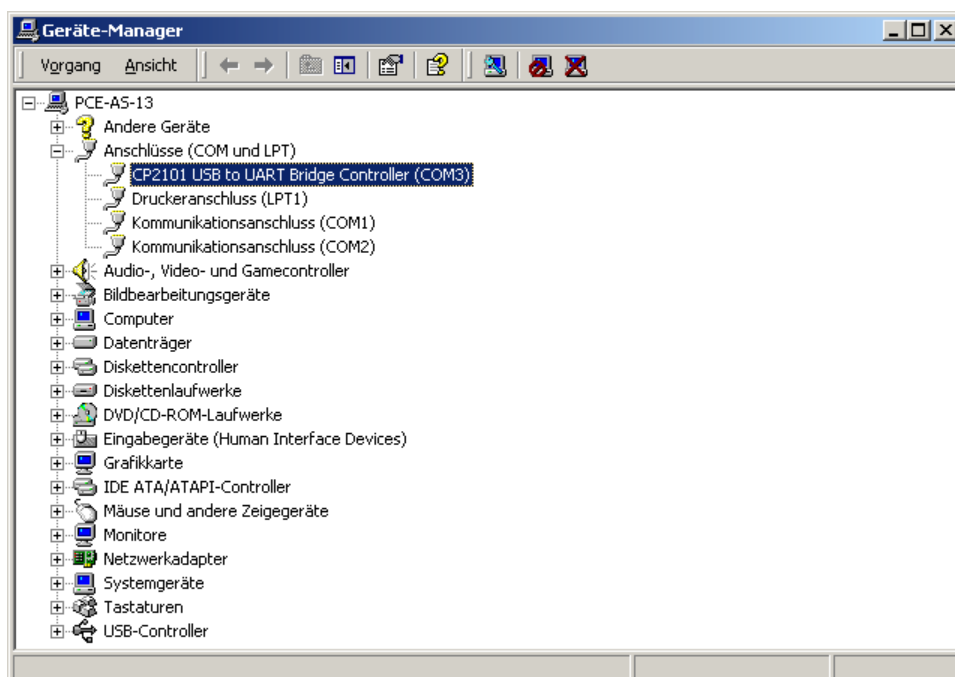 Geräte-Manager
Vorgang Ansicht
PCE-AS-13
Andere Geräte
Anschlüsse (COM und LPT)
CP2101 USB to UART Bridge Controller (COM3)
Druckeranschluss (LPT1)
Kommunikationsanschluss (COM1)
Kommunikationsanschluss (COM2)
Audio-, Video- und Gamecontroller
Bildbearbeitungsgeräte
Computer
Datenträger
Diskettencontroller
Diskettenlaufwerke
DVD/CD-ROM-Laufwerke
Eingabegeräte (Human Interface Devices)
Grafikkarte
IDE ATA/ATAPI-Controller
Mäuse und andere Zeigegeräte
Monitore
Netzwerkadapter
Systemgeräte
Tastaturen
USB-Controller